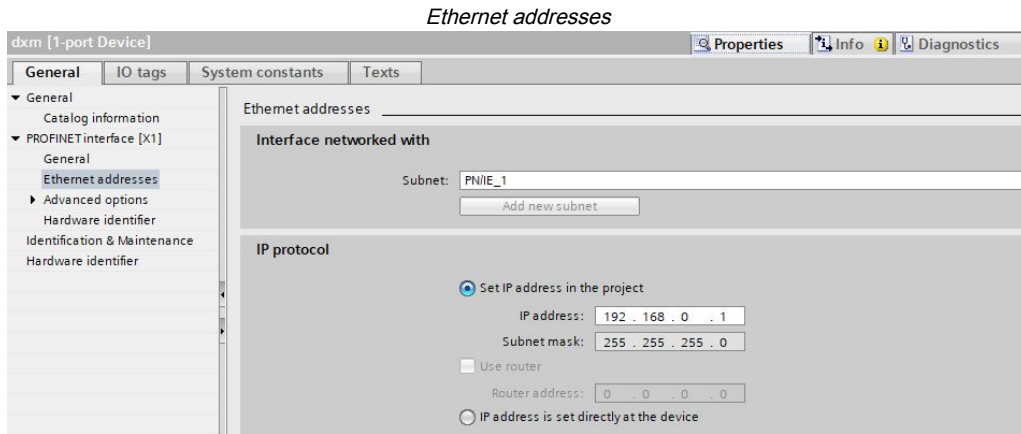 Ethernet addresses
dxm [1-port Device]
Properties
Info
Diagnostics
General
IO tags
System constants
Texts
General
Catalog information
PROFINET interface [X1]
General
Ethernet addresses
Advanced options
Hardware identifier
Identification & Maintenance
Hardware identifier
Ethernet addresses
Interface networked with
Subnet: PN/IE_1
Add new subnet
IP protocol
Set IP address in the project
IP address: 192 . 168 . 0 . 1
Subnet mask: 255 . 255 . 255 . 0
Use router
Router address: 0 . 0 . 0 . 0
IP address is set directly at the device